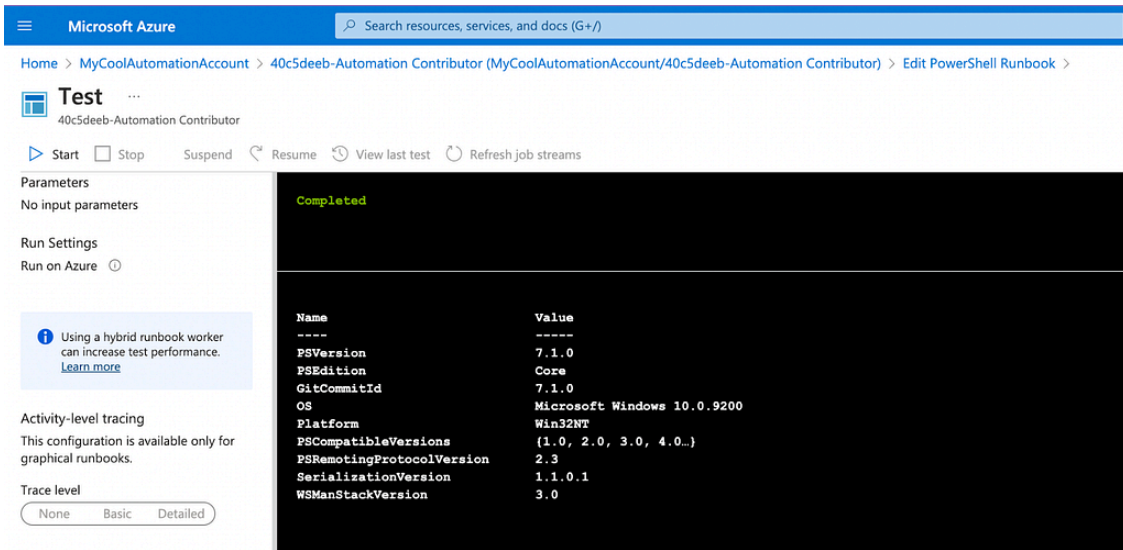 Microsoft Azure
Search resources, services, and docs (G+/)
Home > MyCoolAutomationAccount > 40c5deeb-Automation Contributor (MyCoolAutomationAccount/40c5deeb-Automation Contributor) > Edit PowerShell Runbook >
Test ...
40c5deeb-Automation Contributor
Start Stop Suspend Resume View last test Refresh job streams
Parameters
No input parameters
Run Settings
Run on Azure
Using a hybrid runbook worker
can increase test performance.
Learn more
Activity-level tracing
This configuration is available only for
graphical runbooks.
Trace level
None Basic Detailed
Completed
Name Value
---- -----
PSVersion 7.1.0
PSEdition Core
GitCommitId 7.1.0
OS Microsoft Windows 10.0.9200
Platform Win32NT
PSCompatibleVersions {1.0, 2.0, 3.0, 4.0…}
PSRemotingProtocolVersion 2.3
SerializationVersion 1.1.0.1
WSManStackVersion 3.0